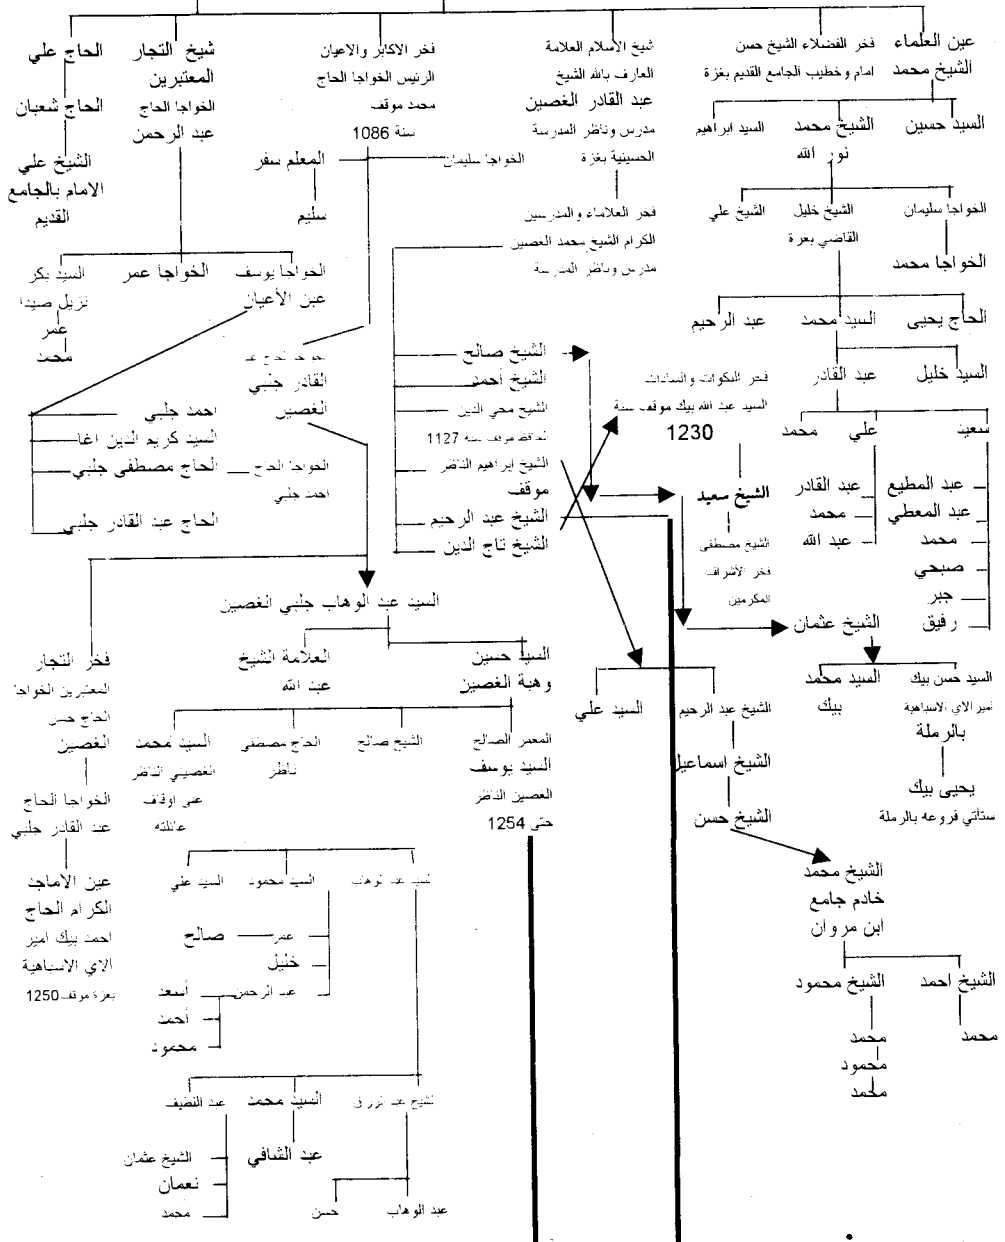 عين العلماء
الشيخ محمد
فخر الفضلاء الشيخ حسن
امام وخطيب الجامع القديم بغزة
شيخ الاسلام العلامة
العارف بالله الشيخ
عبد القادر الغصين
مدرس وناظر المدرسة
الحسينية بغزة
فخر الاكابر والاعيان
الرئيس الخواجا الحاج
محمد موقف
سنة 1086
شيخ التجار
المعتبرين
الخواجا الحاج
عبد الرحمن
الحاج علي
الحاج شعبان
الشيخ علي
الامام بالجامع
القديم
السيد حسين
الشيخ محمد
نور الله
السيد ابراهيم
الخواجا سليمان
المعلم سفر
سليم
الخواجا سليمان
الشيخ خليل
القاضي بغزة
الشيخ علي
الخواجا محمد
فخر العلاماء والمدرسين
الكرام الشيخ محمد الغصين
مدرس وناظر المدرسة
الخواجا يوسف
عين الأعيان
الخواجا عمر
السيد بكر
نزيل صيدا
عمر
محمد
الحاج يحيى
السيد محمد
عبد الرحيم
السيد خليل
عبد القادر
سعيد
علي
محمد
فخر البكوات والسادات
السيد عبد الله بيك موقف سنة
1230
الشيخ صالح
الشيخ أحمد
الشيخ محي الدين
الحافظ موقف سنة 1127
الشيخ إبراهيم الناظر
موقف
الشيخ عبد الرحيم
الشيخ تاج الدين
القادر جلبي
الغصين
احمد جلبي
السيد كريم الدين اغا
الحاج مصطفى جلبي
الخواجا الحاج
احمد جلبي
الحاج عبد القادر جلبي
عبد المطيع
عبد المعطي
محمد
صبحي
جبر
رفيق
عبد القادر
محمد
عبد الله
الشيخ سعيد
الشيخ مصطفى
فخر الأشراف
المكرمين
الشيخ عثمان
السيد حسن بيك
امير الاي الاسباهية
بالرملة
السيد محمد
بيك
يحيى بيك
ستأتي فروعه بالرملة
السيد عبد الوهاب جلبي الغصين
السيد حسين
وهبة الغصين
العلامة الشيخ
عبد الله
فخر التجار
المعتبرين الخواجا
الحاج حسن
الغصين
الشيخ عبد الرحيم
السيد علي
الشيخ اسماعيل
الشيخ حسن
المعمر الصالح
السيد يوسف
الغصين الناظر
حتى 1254
الشيخ صالح
الحاج مصطفى
ناظر
السيد محمد
الغصين الناظر
على اوقاف
عائلته
الخواجا الحاج
عبد القادر جلبي
عين الاماجد
الكرام الحاج
احمد بيك امير
الاي الاسباهية
بغزة موقف 1250
الشيخ محمد
خادم جامع
ابن مروان
الشيخ احمد
الشيخ محمود
محمد
محمد
محمود
محمد
السيد عبد الوهاب
السيد محمود
السيد علي
عمر
صالح
خليل
عبد الرحمن
أسعد
أحمد
محمود
الشيخ عبد الرزاق
السيد محمد
عبد اللطيف
عبد الشافي
الشيخ عثمان
نعمان
محمد
عبد الوهاب
حسن